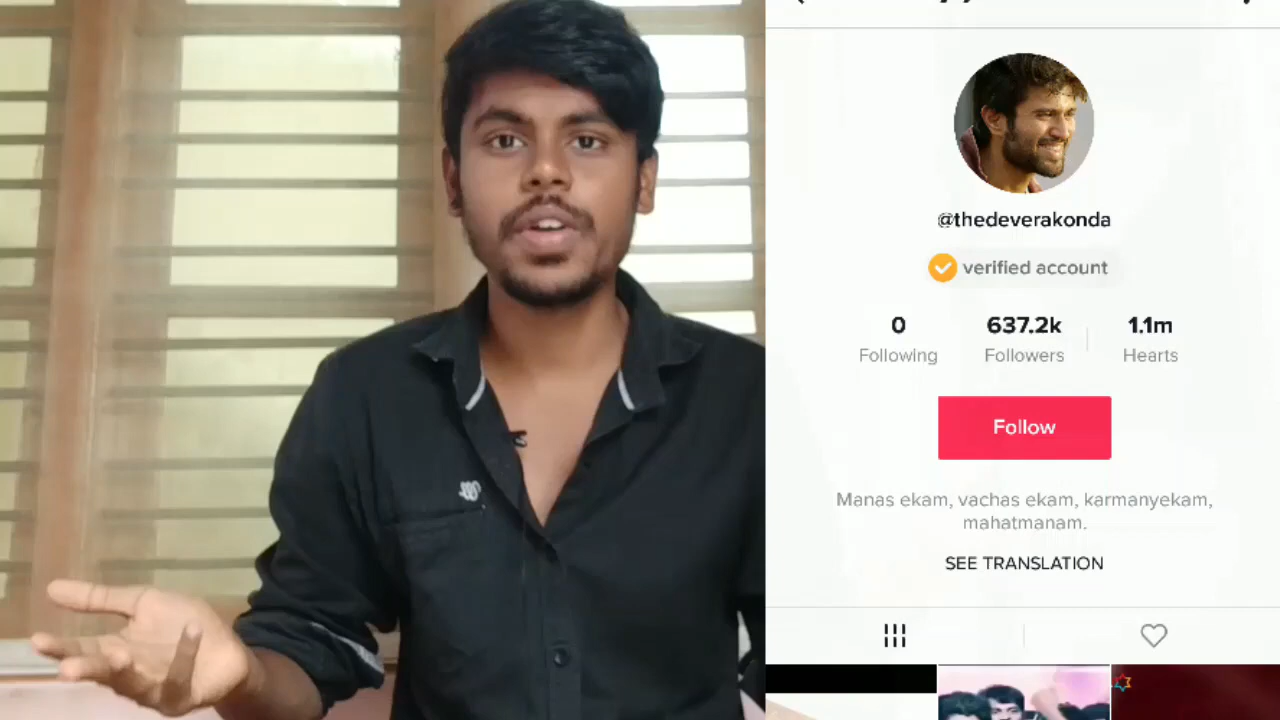 @thedeverakonda
verified account
0
637.2k
1.1m
Following
Followers
Hearts
Follow
Manas ekam, vachas ekam, karmanyekam,
mahatmanam.
SEE TRANSLATION